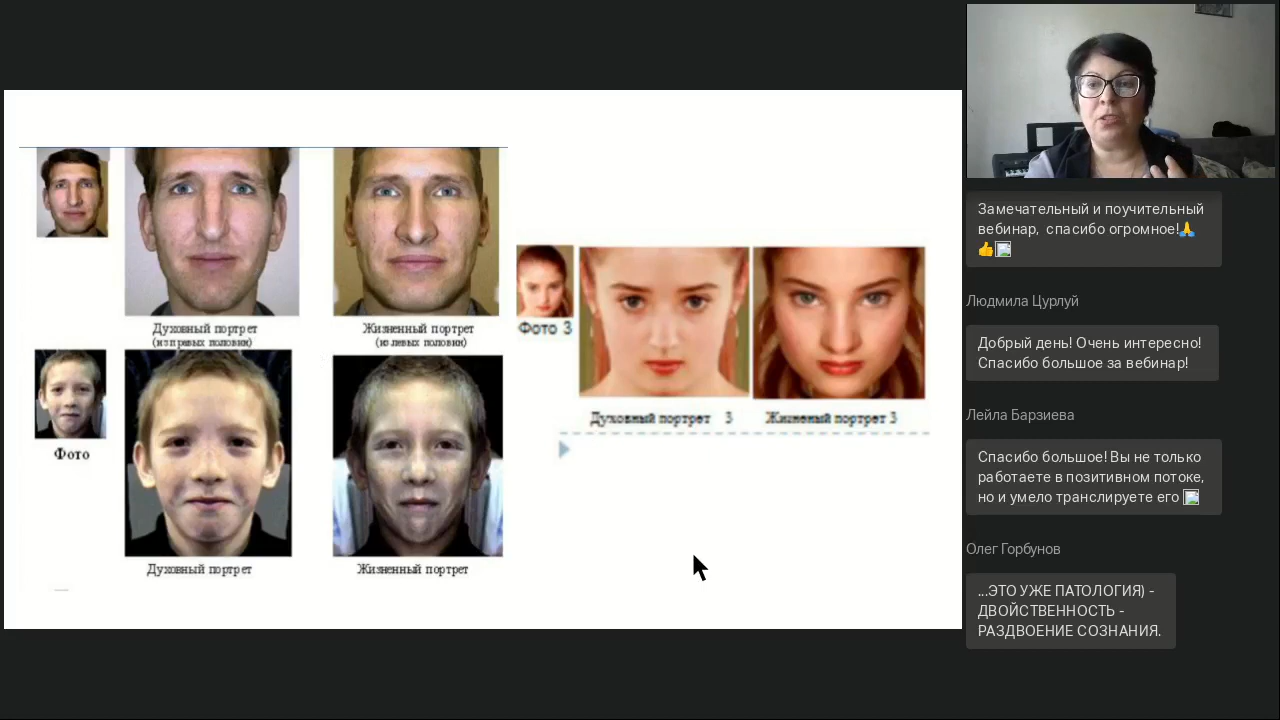 Духовный портрет
(из правых половин)
Жизненный портрет
(из левых половин)
Фото
Духовный портрет
Жизненный портрет
Фото 3
Духовный портрет 3
Жизненый портрет 3
Замечательный и поучительный
вебинар, спасибо огромное!🙏
👍
Людмила Цурлуй
Добрый день! Очень интересно!
Спасибо большое за вебинар!
Лейла Барзиева
Спасибо большое! Вы не только
работаете в позитивном потоке,
но и умело транслируете его
Олег Горбунов
...ЭТО УЖЕ ПАТОЛОГИЯ) -
ДВОЙСТВЕННОСТЬ -
РАЗДВОЕНИЕ СОЗНАНИЯ.